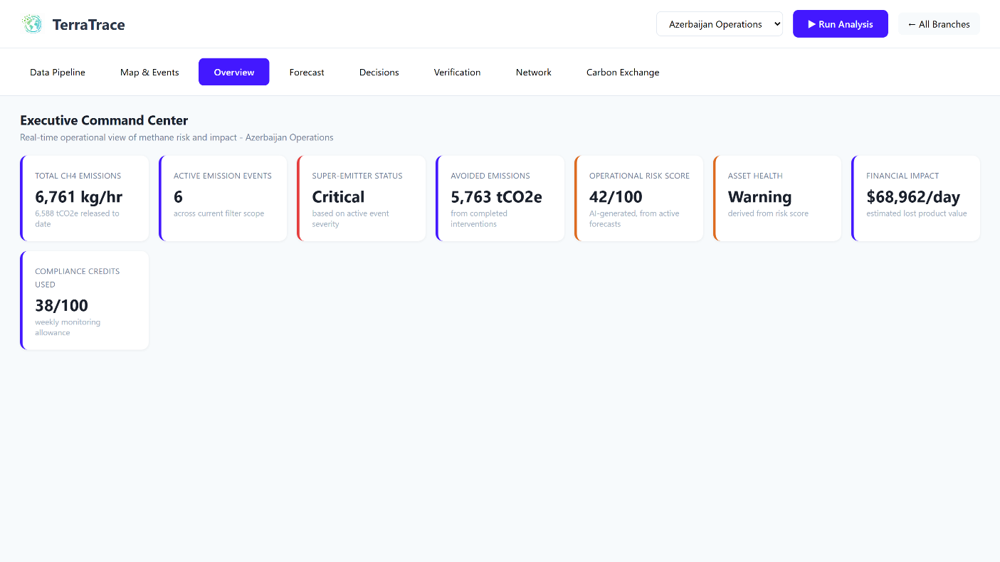 TerraTrace
Azerbaijan Operations
▶ Run Analysis
← All Branches
Data Pipeline
Map & Events
Overview
Forecast
Decisions
Verification
Network
Carbon Exchange
Executive Command Center
Real-time operational view of methane risk and impact - Azerbaijan Operations
TOTAL CH4 EMISSIONS
6,761 kg/hr
6,588 tCO2e released to
date
ACTIVE EMISSION EVENTS
6
across current filter scope
SUPER-EMITTER STATUS
Critical
based on active event
severity
AVOIDED EMISSIONS
5,763 tCO2e
from completed
interventions
OPERATIONAL RISK SCORE
42/100
AI-generated, from active
forecasts
ASSET HEALTH
Warning
derived from risk score
FINANCIAL IMPACT
$68,962/day
estimated lost product value
COMPLIANCE CREDITS
USED
38/100
weekly monitoring
allowance